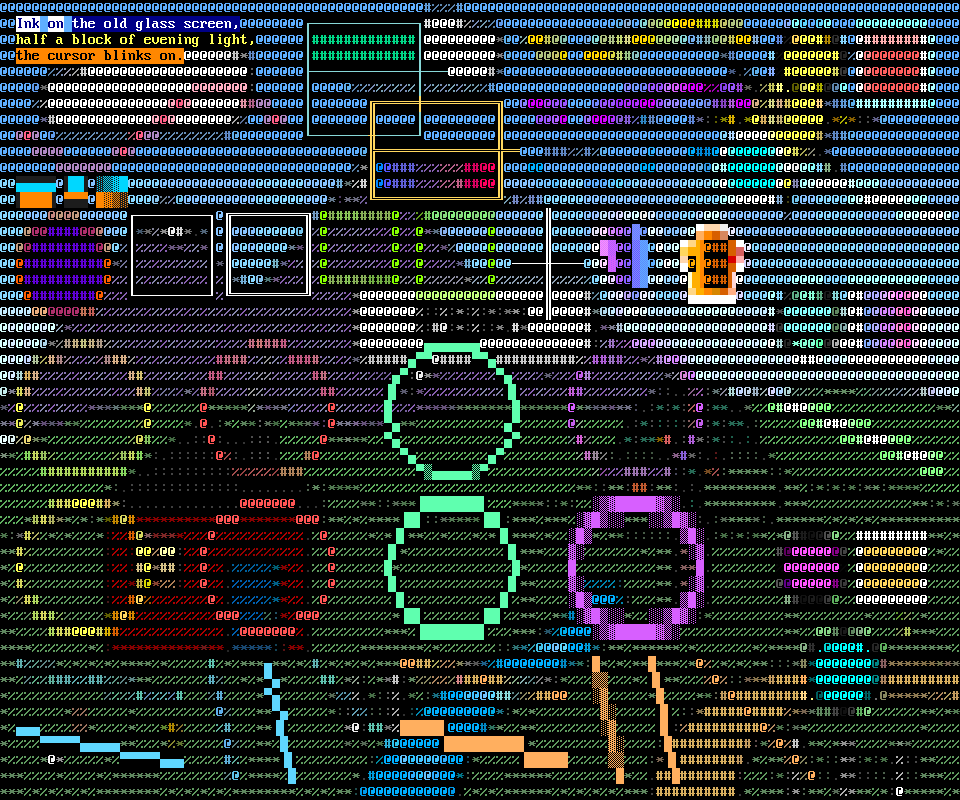 Ink on the old glass screen,
half a block of evening light,
the cursor blinks on.